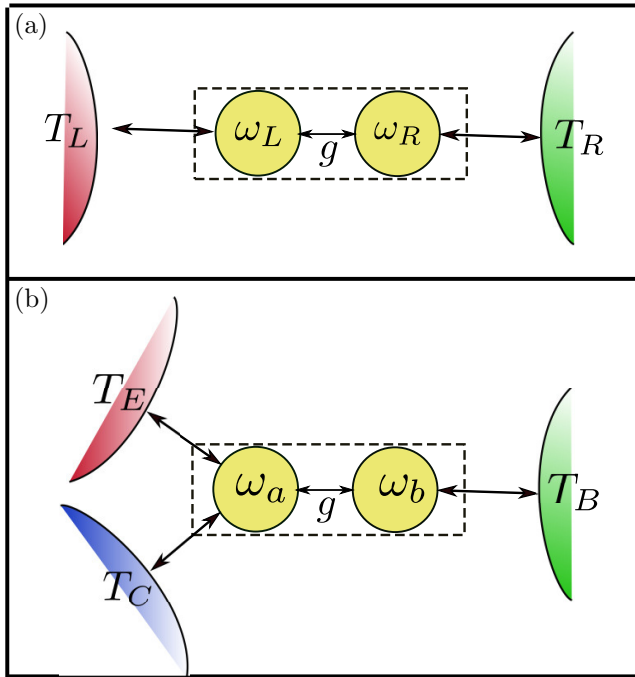 (a)
T_L ω_L g ω_R T_R
(b)
T_E
ω_a g ω_b T_B
T_C